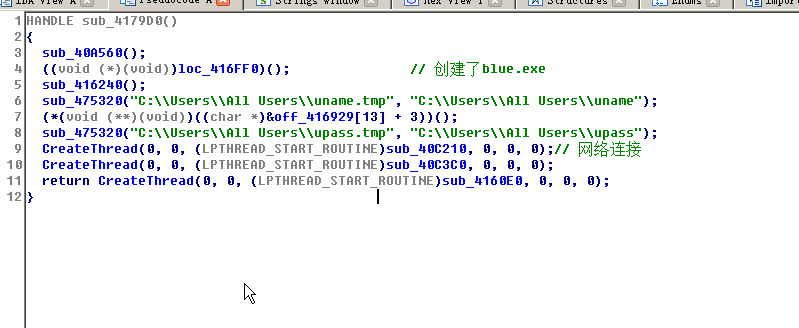 IDA View-A
Pseudocode-A
Strings window
Hex View-1
Structures
Enums
Import
1 HANDLE sub_4179D0()
2 {
3 sub_40A560();
4 ((void (*)(void))loc_416FF0)(); // 创建了blue.exe
5 sub_416240();
6 sub_475320("C:\\Users\\All Users\\uname.tmp", "C:\\Users\\All Users\\uname");
7 (*(void (**)(void))((char *)&off_416929[13] + 3))();
8 sub_475320("C:\\Users\\All Users\\upass.tmp", "C:\\Users\\All Users\\upass");
9 CreateThread(0, 0, (LPTHREAD_START_ROUTINE)sub_40C210, 0, 0, 0);// 网络连接
10 CreateThread(0, 0, (LPTHREAD_START_ROUTINE)sub_40C3C0, 0, 0, 0);
11 return CreateThread(0, 0, (LPTHREAD_START_ROUTINE)sub_4160E0, 0, 0, 0);
12 }